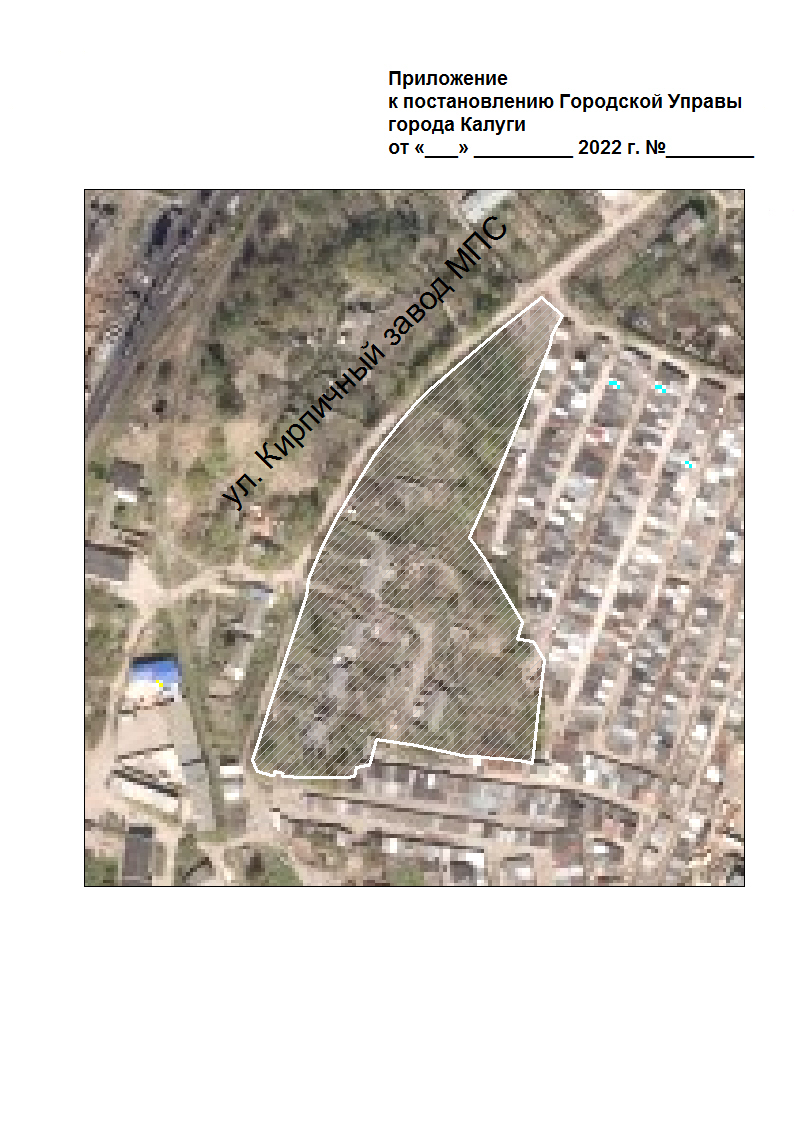 Приложение
к постановлению Городской Управы
города Калуги
от «___» _________ 2022 г. №________
ул. Кирпичный завод МПС